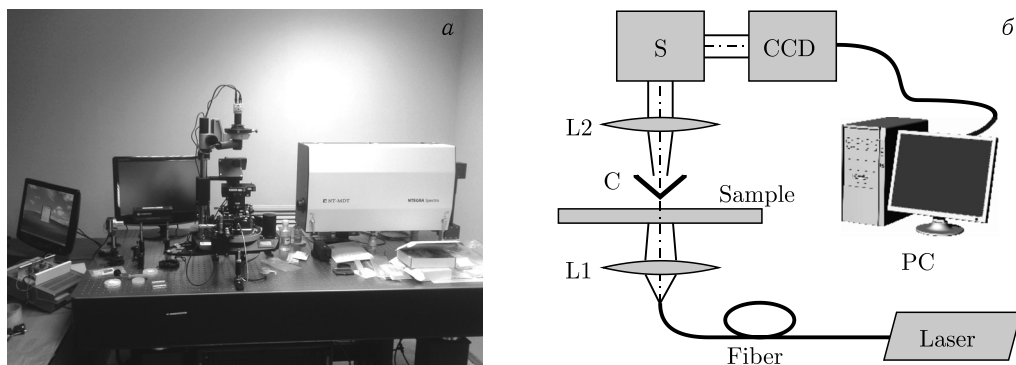 а
NT-MDT
NTEGRA Spectra
б
S
CCD
L2
C
Sample
L1
PC
Fiber
Laser